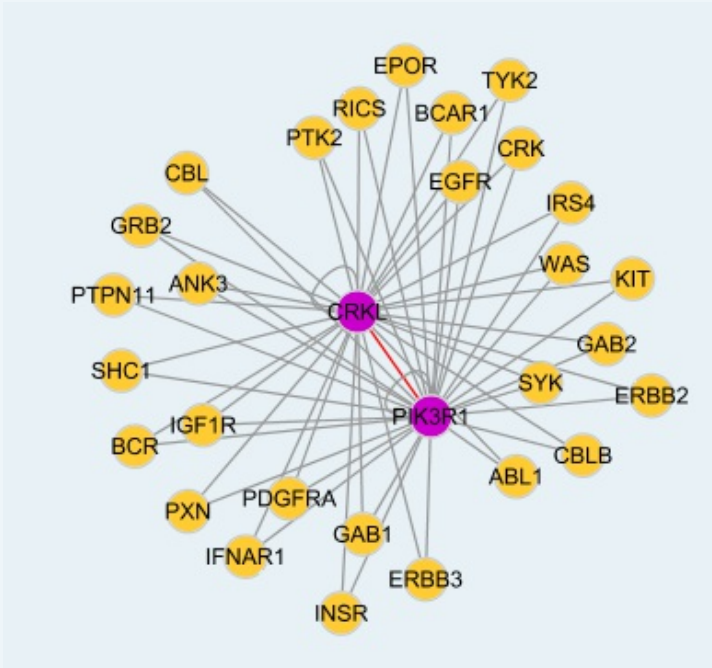 EPOR
TYK2
RICS
BCAR1
PTK2
CRK
CBL
EGFR
IRS4
GRB2
WAS
KIT
ANK3
PTPN11
CRKL
GAB2
SHC1
SYK
ERBB2
PIK3R1
IGF1R
BCR
CBLB
ABL1
PDGFRA
PXN
GAB1
IFNAR1
ERBB3
INSR